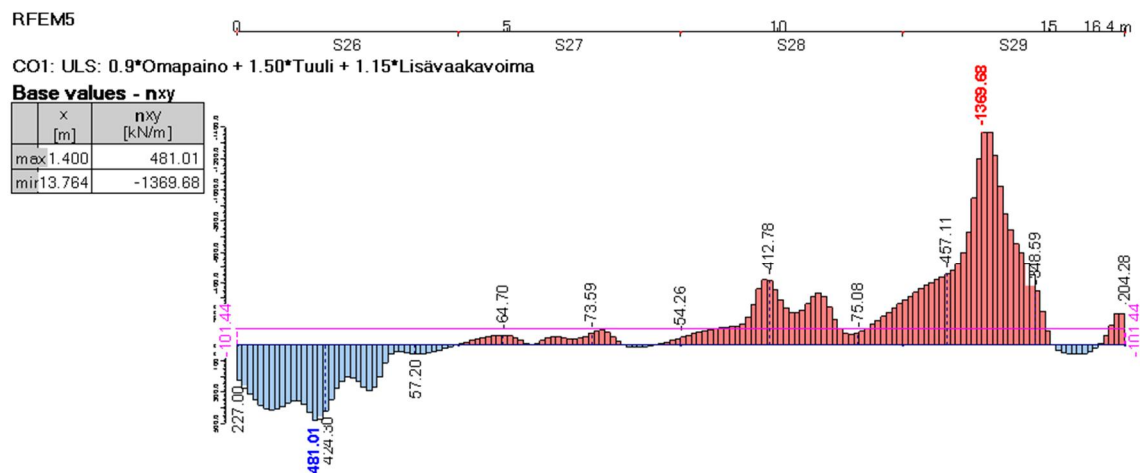 RFEM5
0 5 10 15 16.4 m
S26 S27 S28 S29
CO1: ULS: 0.9*Omapaino + 1.50*Tuuli + 1.15*Lisävaakavoima
Base values - nxy
x nxy
[m] [kN/m]
max 1.400 481.01
min 13.764 -1369.68
-1369.68
-412.78
-457.11
-348.59
-204.28
-64.70
-73.59
-54.26
-75.08
-101.44
-101.44
227.00
481.01
424.30
57.20